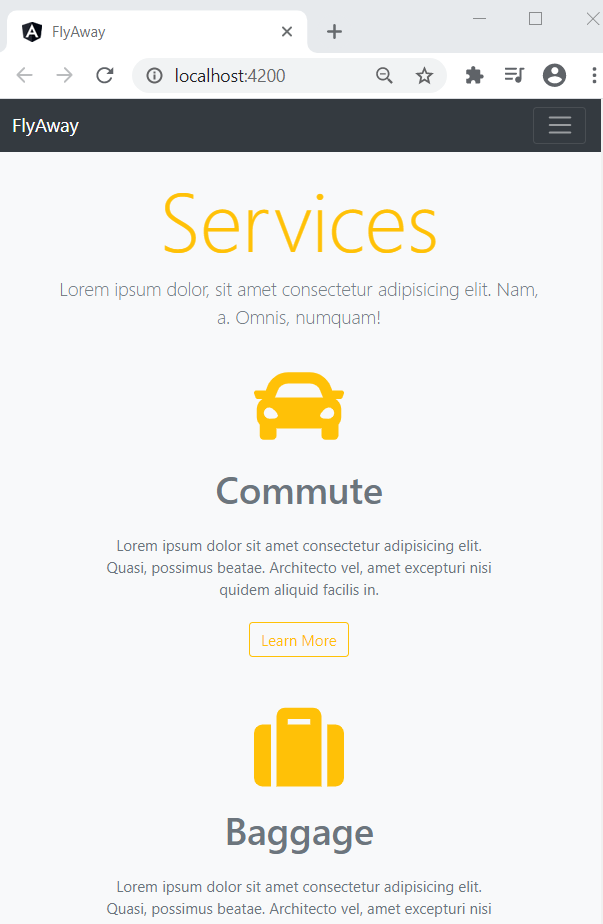 FlyAway
localhost:4200
FlyAway
Services
Lorem ipsum dolor, sit amet consectetur adipisicing elit. Nam,
a. Omnis, numquam!
Commute
Lorem ipsum dolor sit amet consectetur adipisicing elit.
Quasi, possimus beatae. Architecto vel, amet excepturi nisi
quidem aliquid facilis in.
Learn More
Baggage
Lorem ipsum dolor sit amet consectetur adipisicing elit.
Quasi, possimus beatae. Architecto vel, amet excepturi nisi